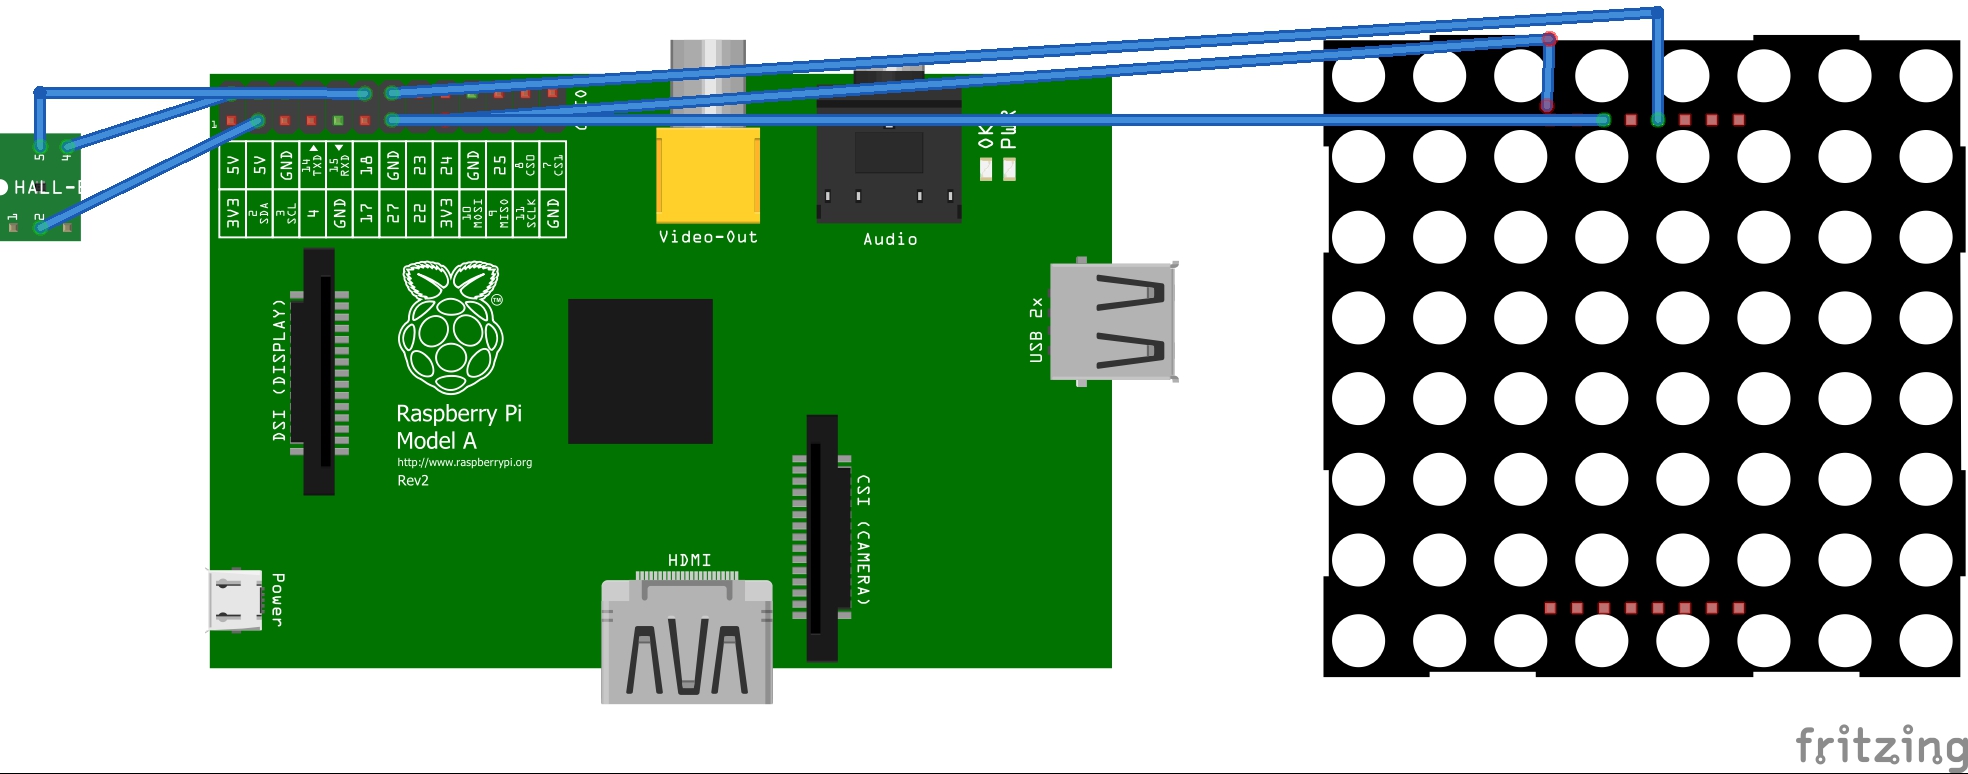 GPIO
1
5 4
HALL-E
1 2
5V 5V GND 14 TXD 15 RXD 18 GND 23 24 GND 25 8 CS0 7 CS1
3V3 2 SDA 3 SCL 4 GND 17 27 22 3V3 10 MOSI 9 MISO 11 SCLK GND
OK
PWR
Video-Out
Audio
DSI (DISPLAY)
TM
Raspberry Pi
Model A
http://www.raspberrypi.org
Rev2
USB 2x
CSI (CAMERA)
HDMI
Power
fritzing